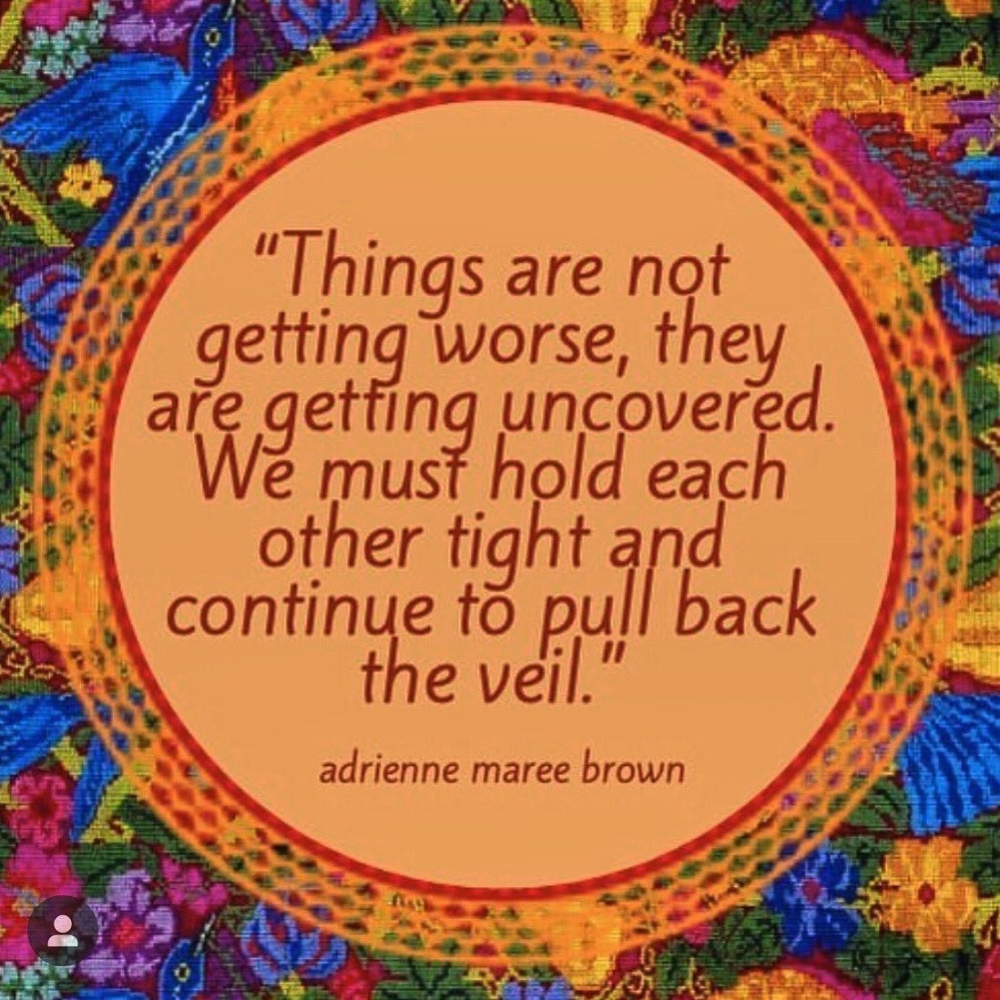 “Things are not
getting worse, they
are getting uncovered.
We must hold each
other tight and
continue to pull back
the veil.”
adrienne maree brown